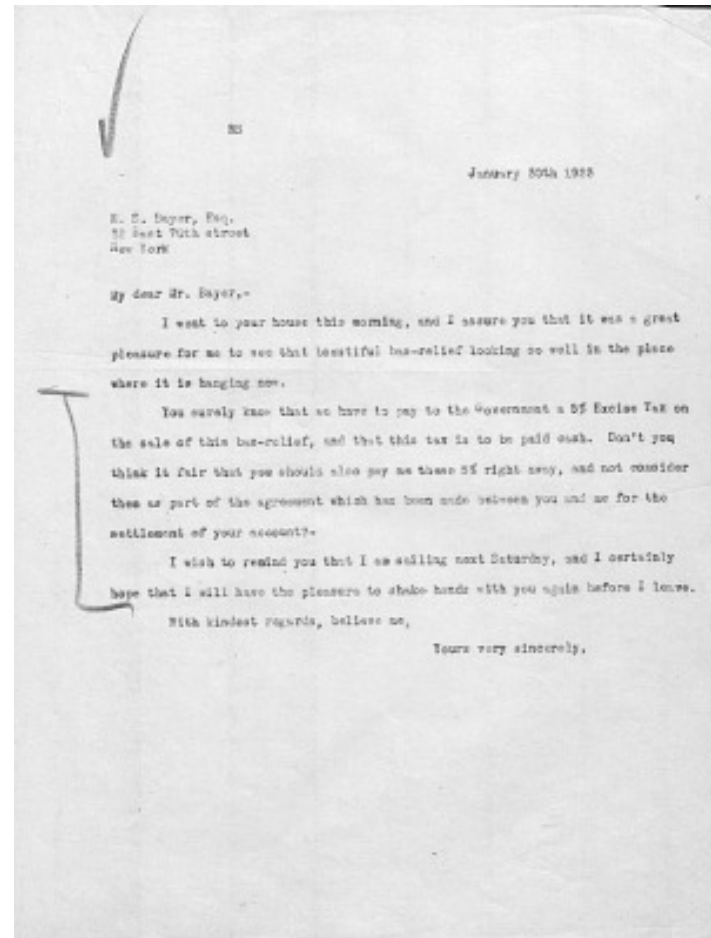 January 30th 1923
E. S. Bayer, Esq.
32 East 70th street
New York
My dear Mr. Bayer,-
I went to your house this morning, and I assure you that it was a great
pleasure for me to see that beautiful bas-relief looking so well in the place
where it is hanging now.
You surely know that we have to pay to the Government a 5% Excise Tax on
the sale of this bas-relief, and that this tax is to be paid cash. Don't you
think it fair that you should also pay me these 5% right away, and not consider
them as part of the agreement which has been made between you and me for the
settlement of your account?-
I wish to remind you that I am sailing next Saturday, and I certainly
hope that I will have the pleasure to shake hands with you again before I leave.
With kindest regards, believe me,
Yours very sincerely,